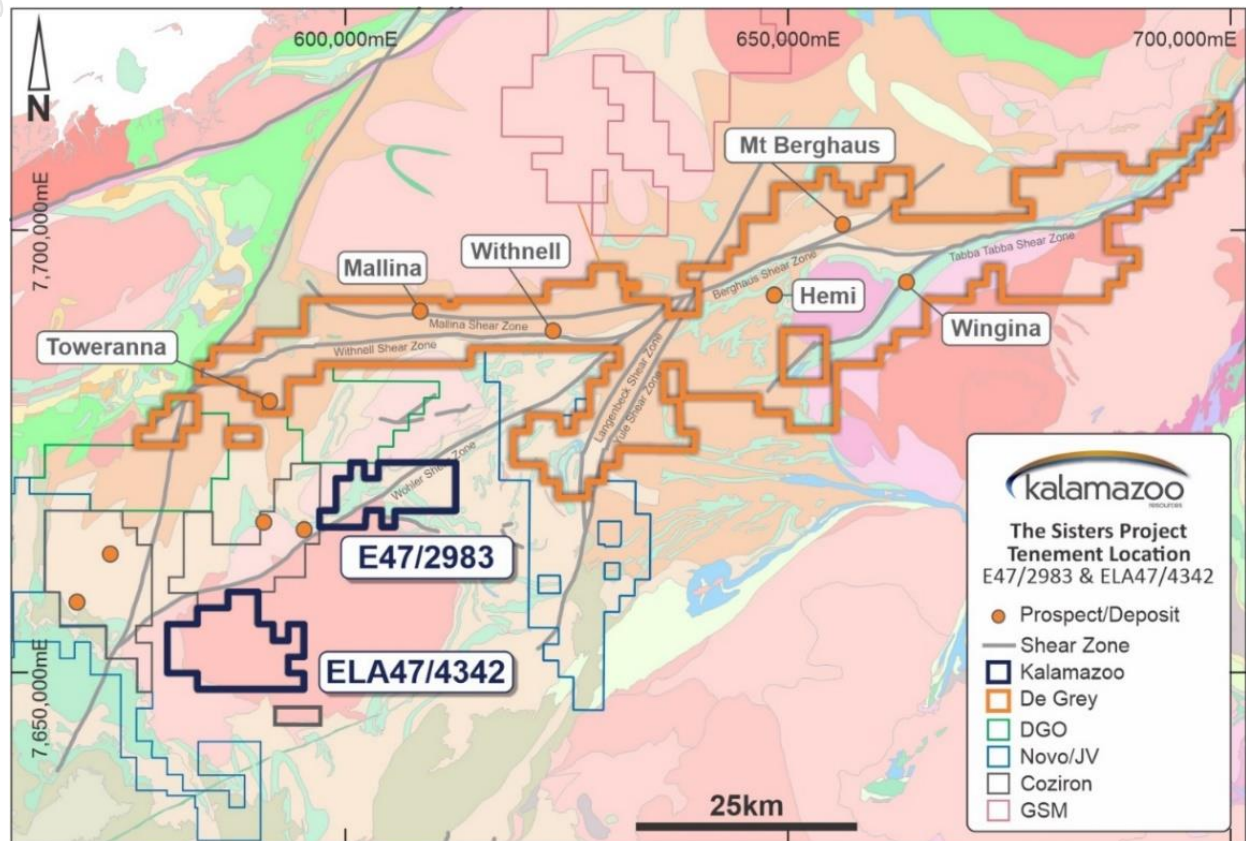 600,000mE
650,000mE
700,000mE
N
Mt Berghaus
7,700,000mE
Withnell
Mallina
Tabba Tabba Shear Zone
Berghaus Shear Zone
Hemi
Wingina
Mallina Shear Zone
Toweranna
Withnell Shear Zone
Langenbeck Shear Zone
Yule Shear Zone
Wohler Shear Zone
E47/2983
ELA47/4342
7,650,000mE
25km
kalamazoo
resources
The Sisters Project
Tenement Location
E47/2983 & ELA47/4342
Prospect/Deposit
Shear Zone
Kalamazoo
De Grey
DGO
Novo/JV
Coziron
GSM